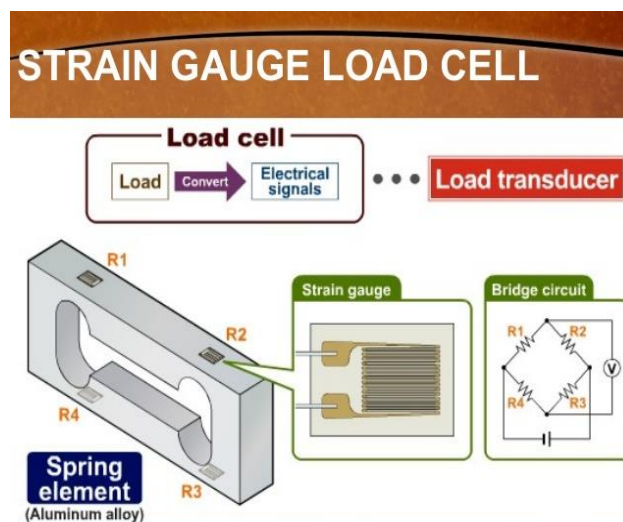 STRAIN GAUGE LOAD CELL
Load cell
Load
Convert
Electrical
signals
Load transducer
R1
R2
R4
R3
Strain gauge
Bridge circuit
R1
R2
V
R4
R3
Spring
element
(Aluminum alloy)